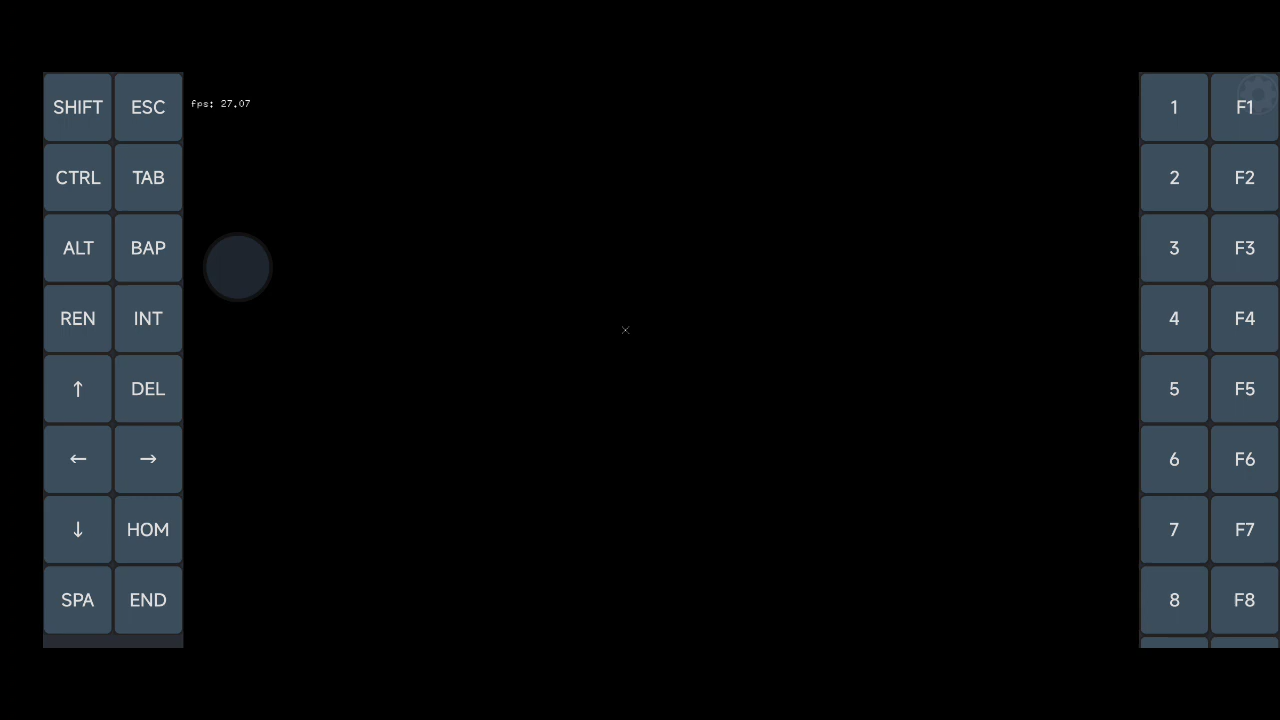 SHIFT ESC
fps: 27.07
1 F1
CTRL TAB
2 F2
ALT BAP
3 F3
REN INT
4 F4
↑ DEL
5 F5
← →
6 F6
↓ HOM
7 F7
SPA END
8 F8